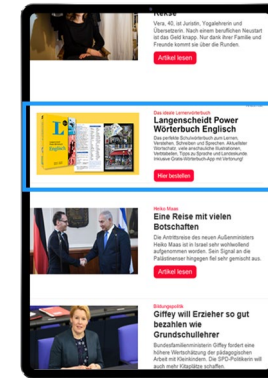 Kekse
Vera, 40, ist Juristin, Yogalehrerin und
Übersetzerin. Nach einem beruflichen Neustart
ist das Geld knapp. Nur dank ihrer Familie und
Freunde kommt sie über die Runden.
Artikel lesen
Das ideale Lernwörterbuch
Langenscheidt Power
Wörterbuch Englisch
Das perfekte Schulwörterbuch zum Lernen,
Verstehen, Schreiben und Sprechen. Aktueller
Wortschatz, viele anschauliche Illustrationen,
Vertretallen, Tipps zu Sprache und Landeskunde
Inklusive Gratis-Wörterbuch-App mit Vertonung!
Hier bestellen
L
Englisch
Heiko Maas
Eine Reise mit vielen
Botschaften
Die Antrittsreise des neuen Außenministers
Heiko Maas ist in Israel sehr wohlwollend
aufgenommen worden. Sein Signal an die
Palästinenser hingegen fiel sehr gemischt aus.
Artikel lesen
Bildungspolitik
Giffey will Erzieher so gut
bezahlen wie
Grundschullehrer
Bundesfamilienministerin Giffey fordert eine
höhere Wertschätzung der pädagogischen
Arbeit mit Kleinkindern. Die SPD-Politikerin will
auch mehr Kitaplätze schaffen.